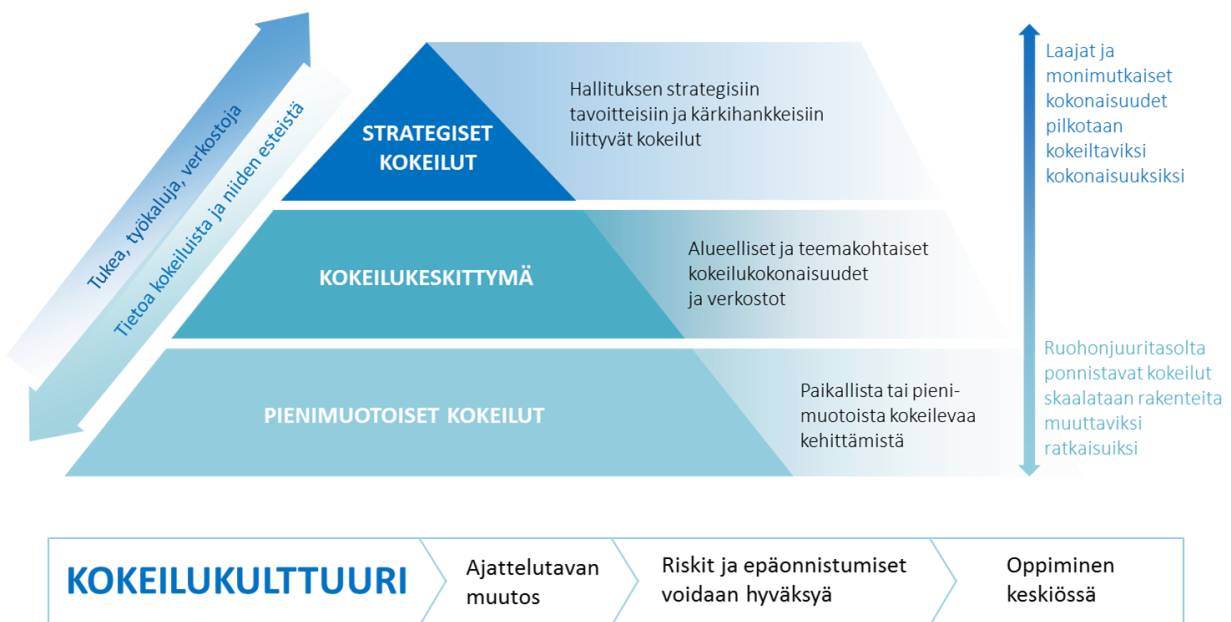 Tukea, työkaluja, verkostoja
Tietoa kokeiluista ja niiden esteistä
STRATEGISET
KOKEILUT
Hallituksen strategisiin
tavoitteisiin ja kärkihankkeisiin
liittyvät kokeilut
KOKEILUKESKITTYMÄ
Alueelliset ja teemakohtaiset
kokeilukokonaisuudet
ja verkostot
PIENIMUOTOISET KOKEILUT
Paikallista tai pieni-
muotoista kokeilevaa
kehittämistä
Laajat ja
monimutkaiset
kokonaisuudet
pilkotaan
kokeiltaviksi
kokonaisuuksiksi
Ruohonjuuritasolta
ponnistavat kokeilut
skaalataan rakenteita
muuttaviksi
ratkaisuiksi
KOKEILUKULTTUURI
Ajattelutavan
muutos
Riskit ja epäonnistumiset
voidaan hyväksyä
Oppiminen
keskiössä